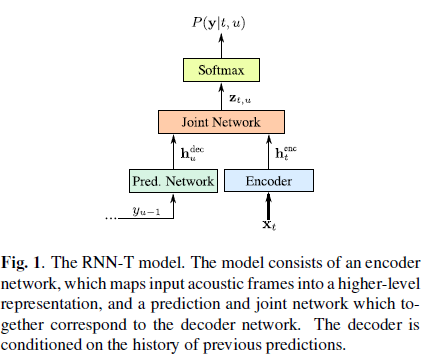 P(y|t, u)
Softmax
z_{t,u}
Joint Network
h_u^{dec} h_t^{enc}
Pred. Network Encoder
... y_{u−1}
x_t
Fig. 1. The RNN-T model. The model consists of an encoder
network, which maps input acoustic frames into a higher-level
representation, and a prediction and joint network which to-
gether correspond to the decoder network. The decoder is
conditioned on the history of previous predictions.